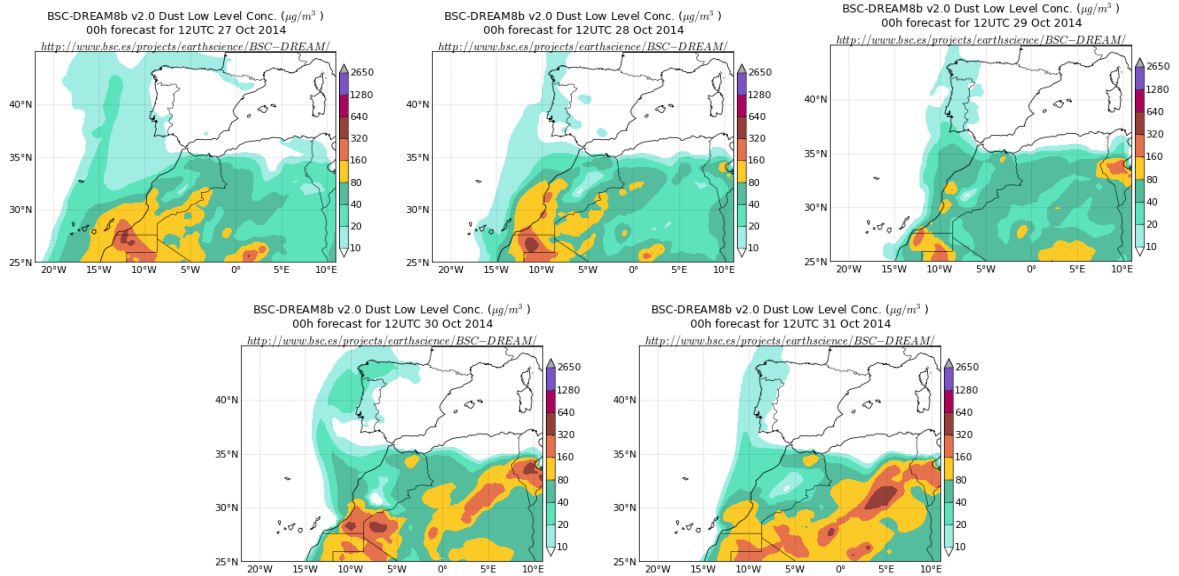 BSC-DREAM8b v2.0 Dust Low Level Conc. (μg/m³ )
00h forecast for 12UTC 27 Oct 2014
http://www.bsc.es/projects/earthscience/BSC−DREAM/
40°N
35°N
30°N
25°N
20°W
15°W
10°W
5°W
0°E
5°E
10°E
2650
1280
640
320
160
80
40
20
10
BSC-DREAM8b v2.0 Dust Low Level Conc. (μg/m³ )
00h forecast for 12UTC 28 Oct 2014
http://www.bsc.es/projects/earthscience/BSC−DREAM/
40°N
35°N
30°N
25°N
20°W
15°W
10°W
5°W
0°E
5°E
10°E
2650
1280
640
320
160
80
40
20
10
BSC-DREAM8b v2.0 Dust Low Level Conc. (μg/m³ )
00h forecast for 12UTC 29 Oct 2014
http://www.bsc.es/projects/earthscience/BSC−DREAM/
40°N
35°N
30°N
25°N
20°W
15°W
10°W
5°W
0°E
5°E
10°E
2650
1280
640
320
160
80
40
20
10
BSC-DREAM8b v2.0 Dust Low Level Conc. (μg/m³ )
00h forecast for 12UTC 30 Oct 2014
http://www.bsc.es/projects/earthscience/BSC−DREAM/
40°N
35°N
30°N
25°N
20°W
15°W
10°W
5°W
0°E
5°E
10°E
2650
1280
640
320
160
80
40
20
10
BSC-DREAM8b v2.0 Dust Low Level Conc. (μg/m³ )
00h forecast for 12UTC 31 Oct 2014
http://www.bsc.es/projects/earthscience/BSC−DREAM/
40°N
35°N
30°N
25°N
20°W
15°W
10°W
5°W
0°E
5°E
10°E
2650
1280
640
320
160
80
40
20
10